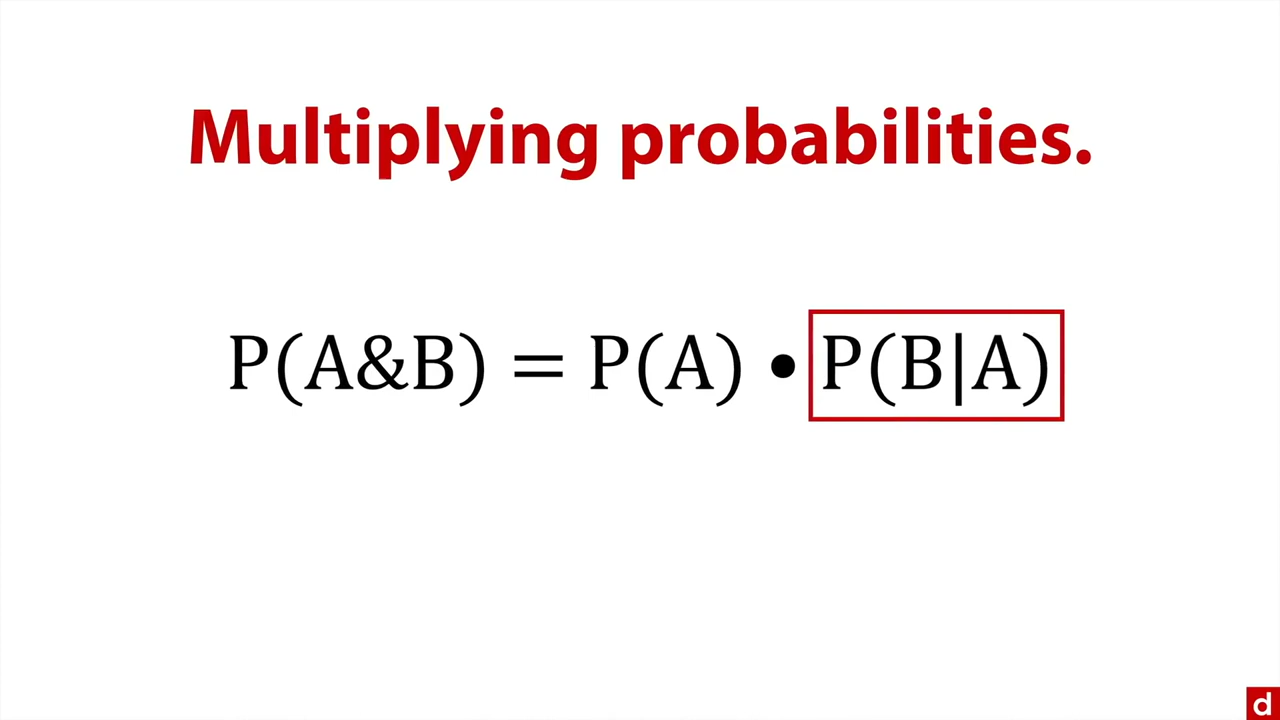 Multiplying probabilities.
P(A&B) = P(A) • P(B|A)
d